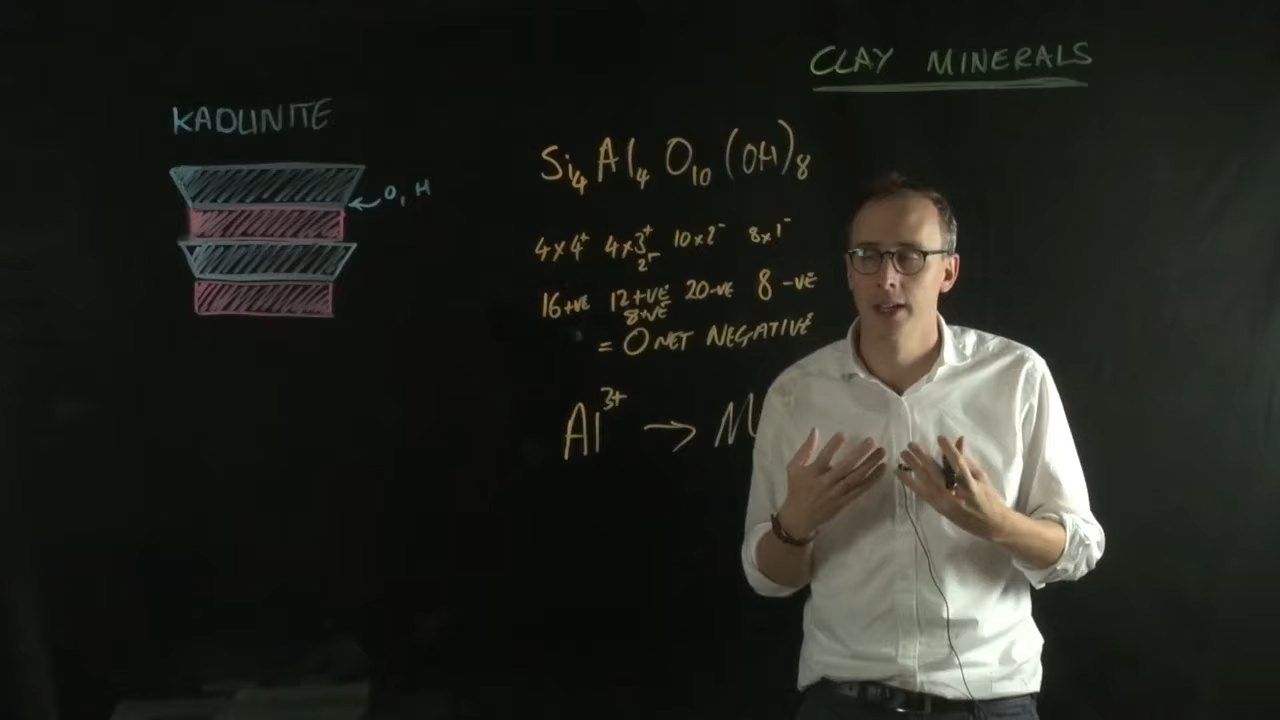 CLAY MINERALS
KAOLINITE
O, H
Si₄ Al₄ O₁₀ (OH)₈
4x4⁺ 4x3⁺ 10x2⁻ 8x1⁻
2⁺
16+VE 12+VE 20-VE 8-VE
8+VE
= 0 NET NEGATIVE
Al³⁺ → M